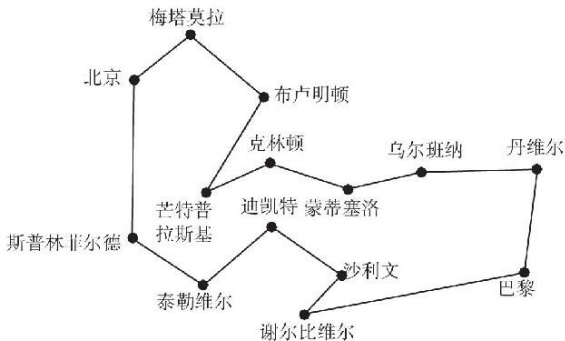 梅塔莫拉
北京
布卢明顿
克林顿
乌尔班纳
丹维尔
芒特普
拉斯基
迪凯特
蒙蒂塞洛
斯普林菲尔德
泰勒维尔
沙利文
巴黎
谢尔比维尔